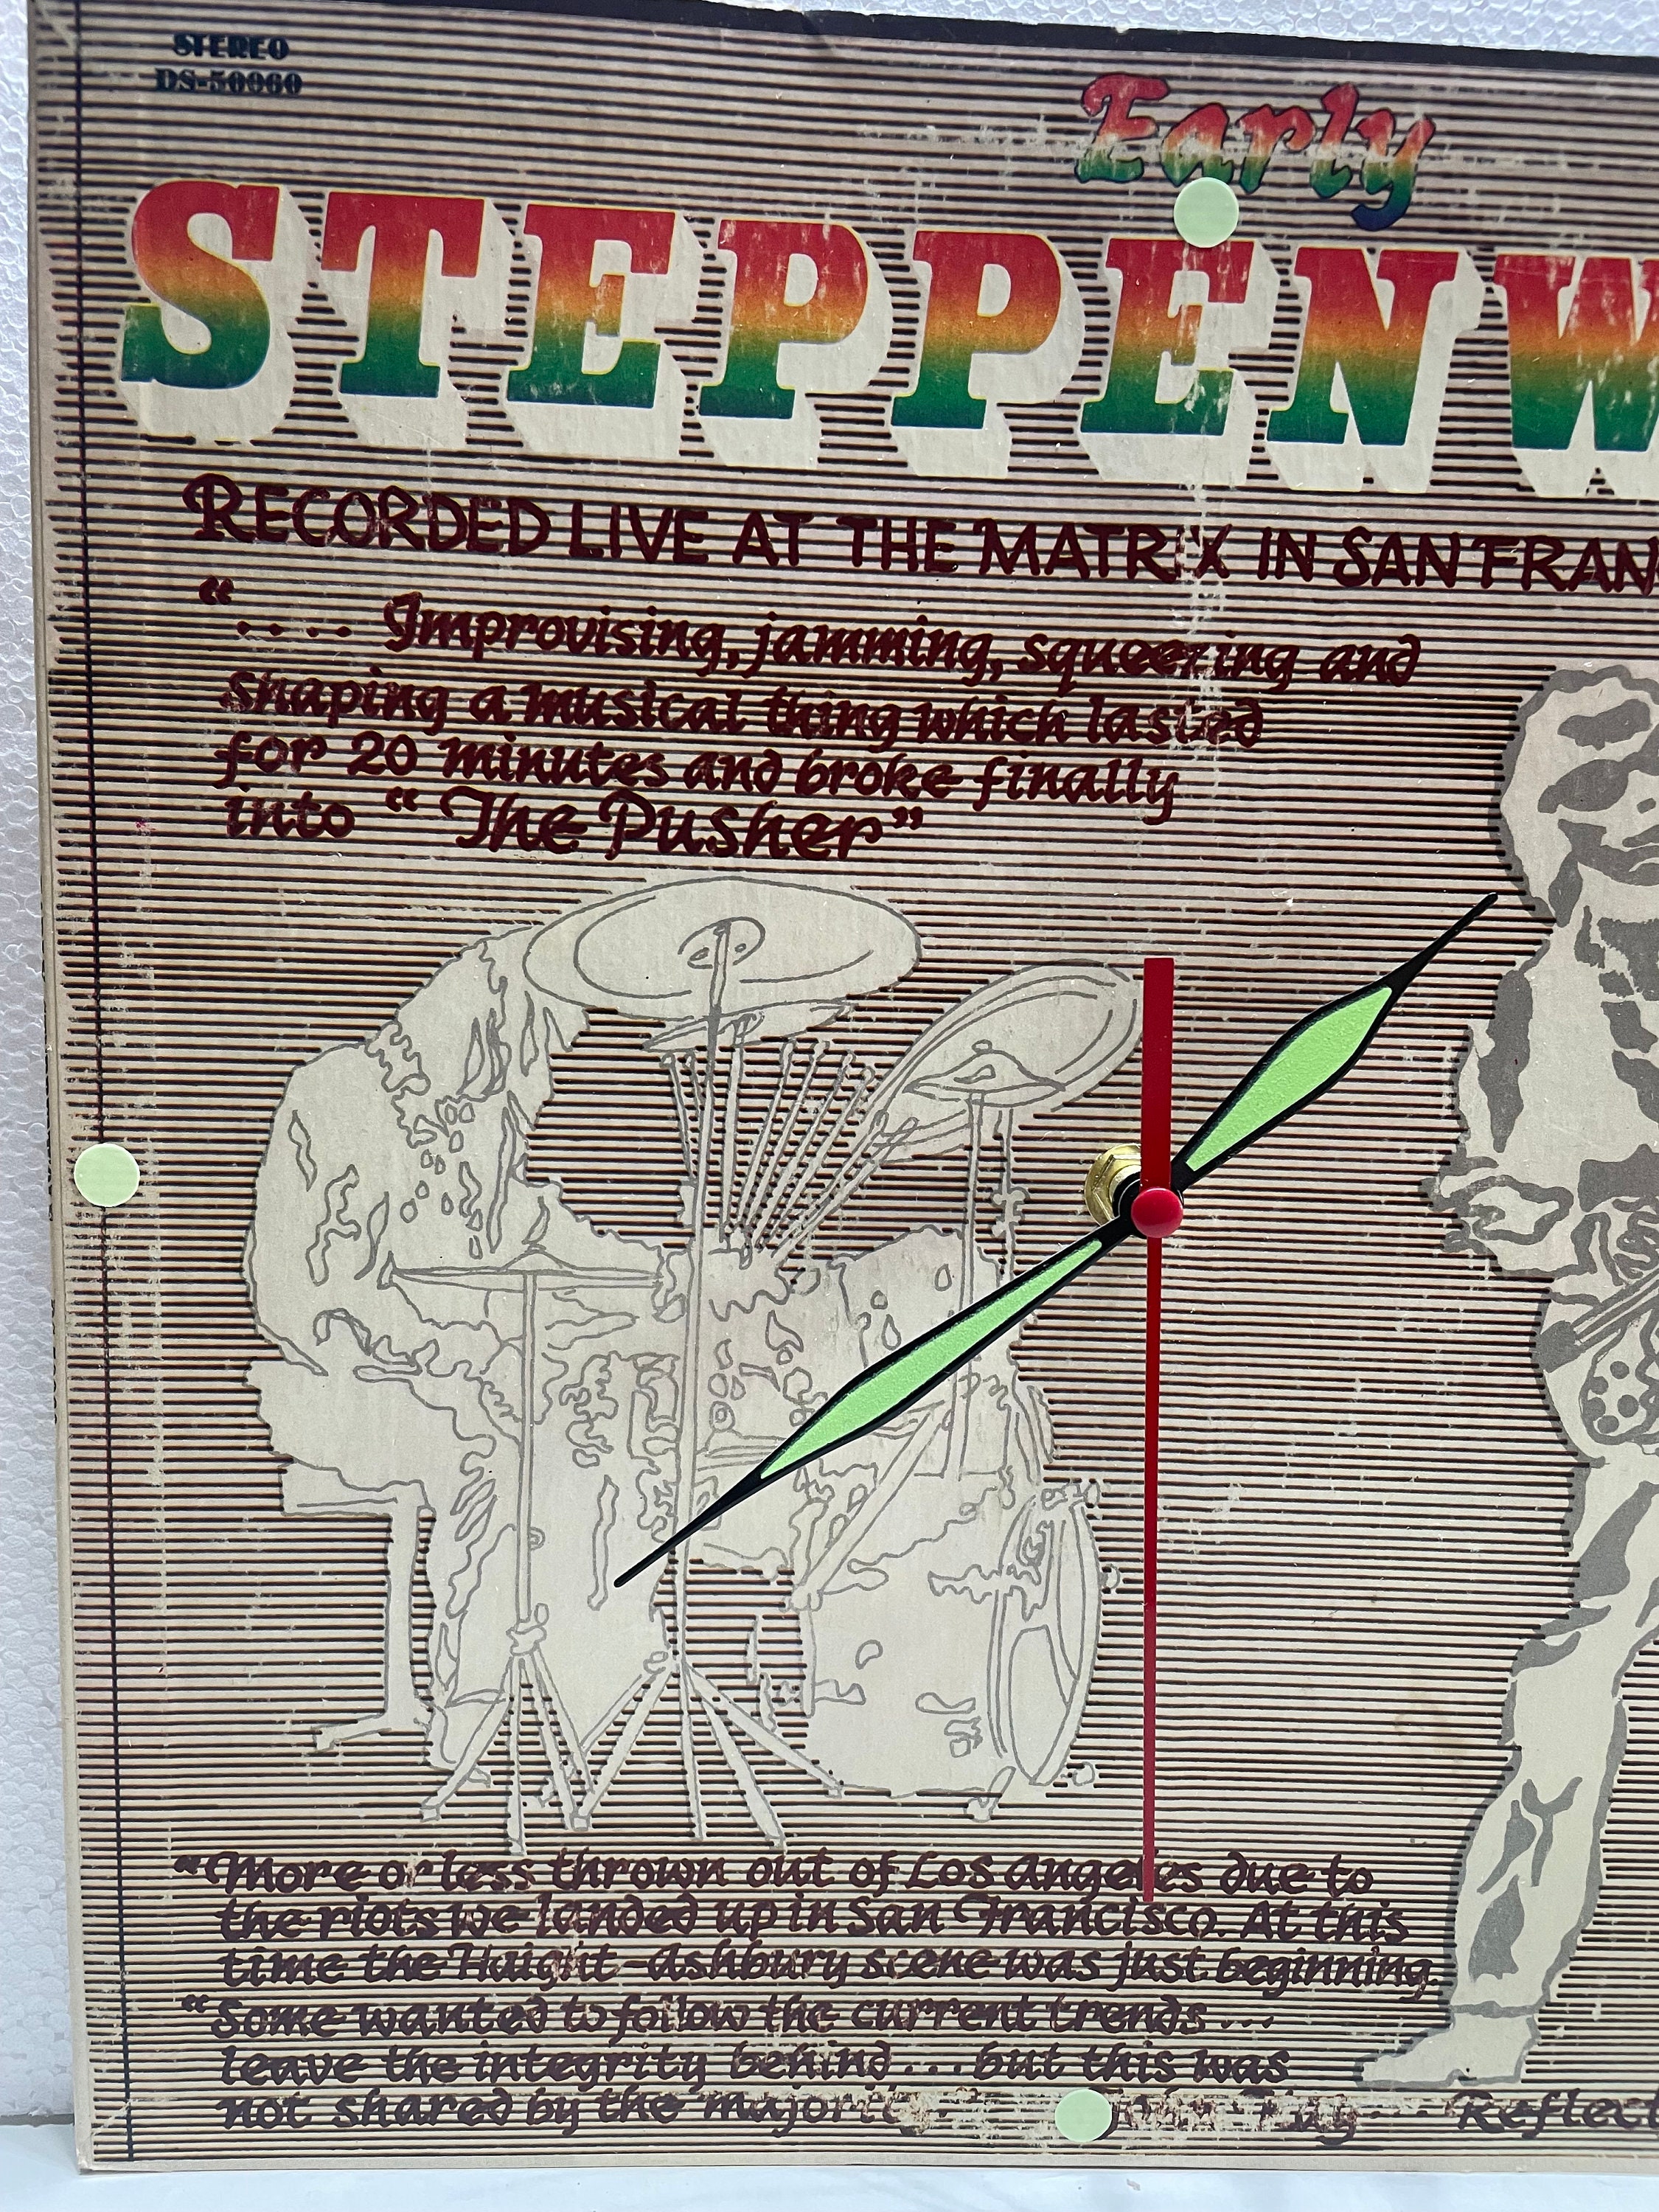 STEREO
DS-50060
Early
STEPPENW
RECORDED LIVE AT THE MATRIX IN SAN FRAN
".... Improvising, jamming, squeezing and
shaping a musical thing which lasted
for 20 minutes and broke finally
into "The Pusher"
"More or less thrown out of Los Angeles due to
the riots we landed up in San Francisco. At this
time the Haight-Ashbury scene was just beginning.
"Some wanted to follow the current trends ...
leave the integrity behind ... but this was
not shared by the Reflect